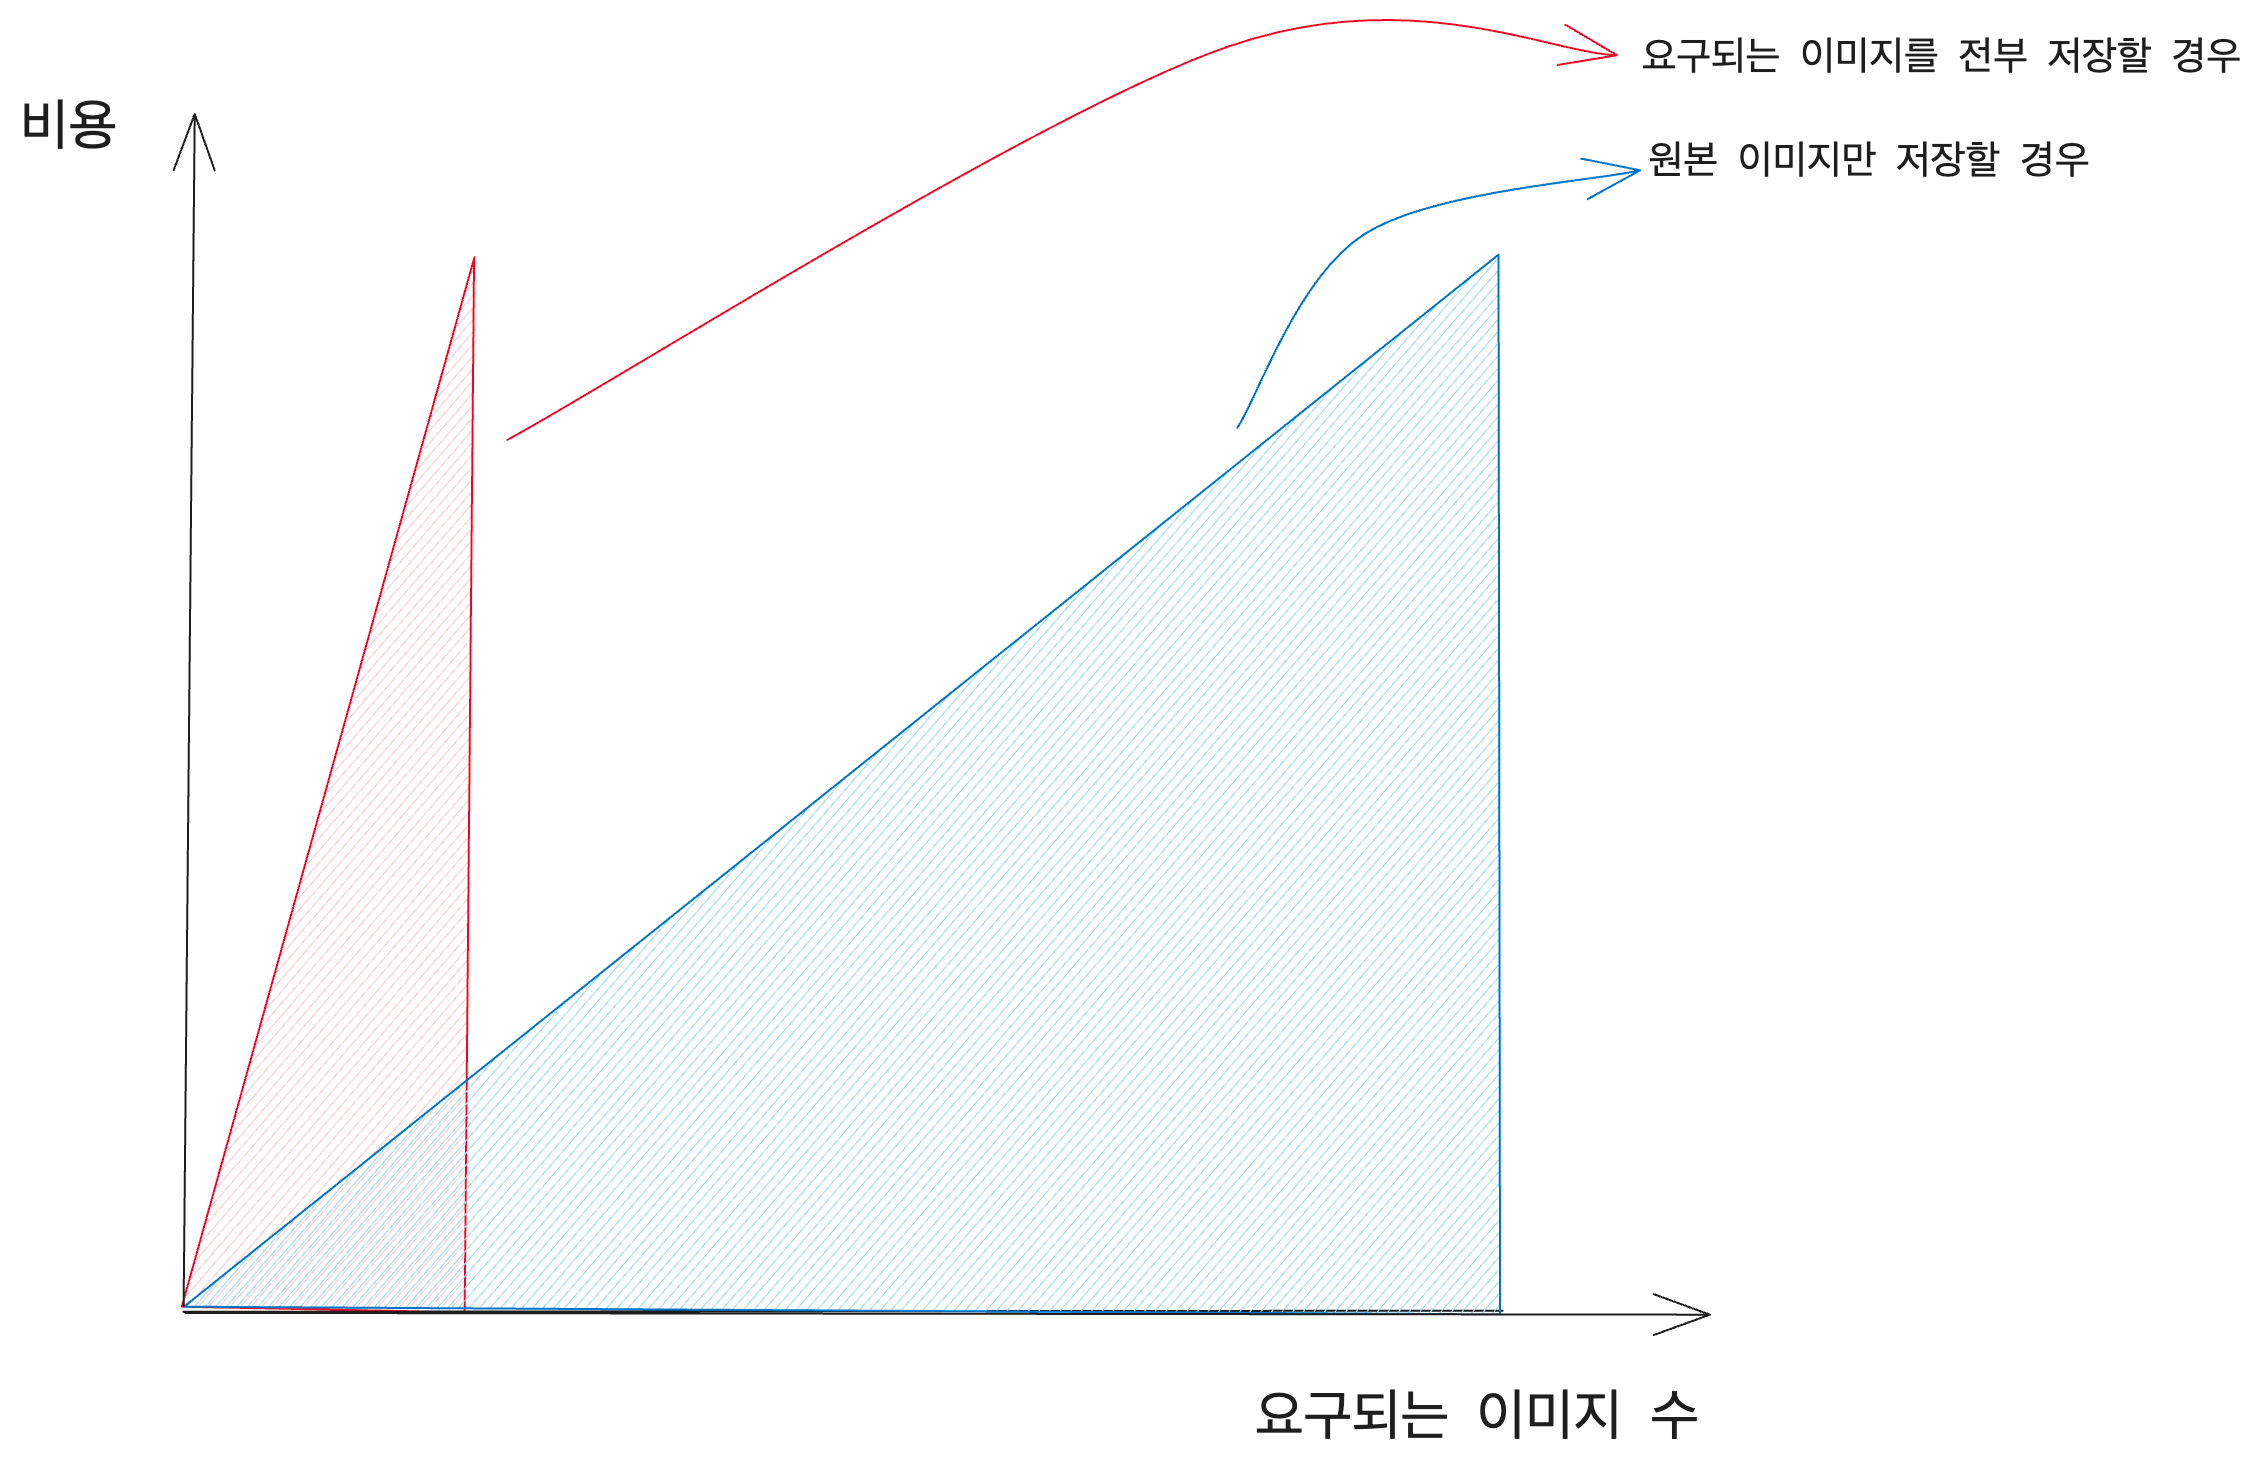 요구되는 이미지를 전부 저장할 경우
비용
원본 이미지만 저장할 경우
요구되는 이미지 수